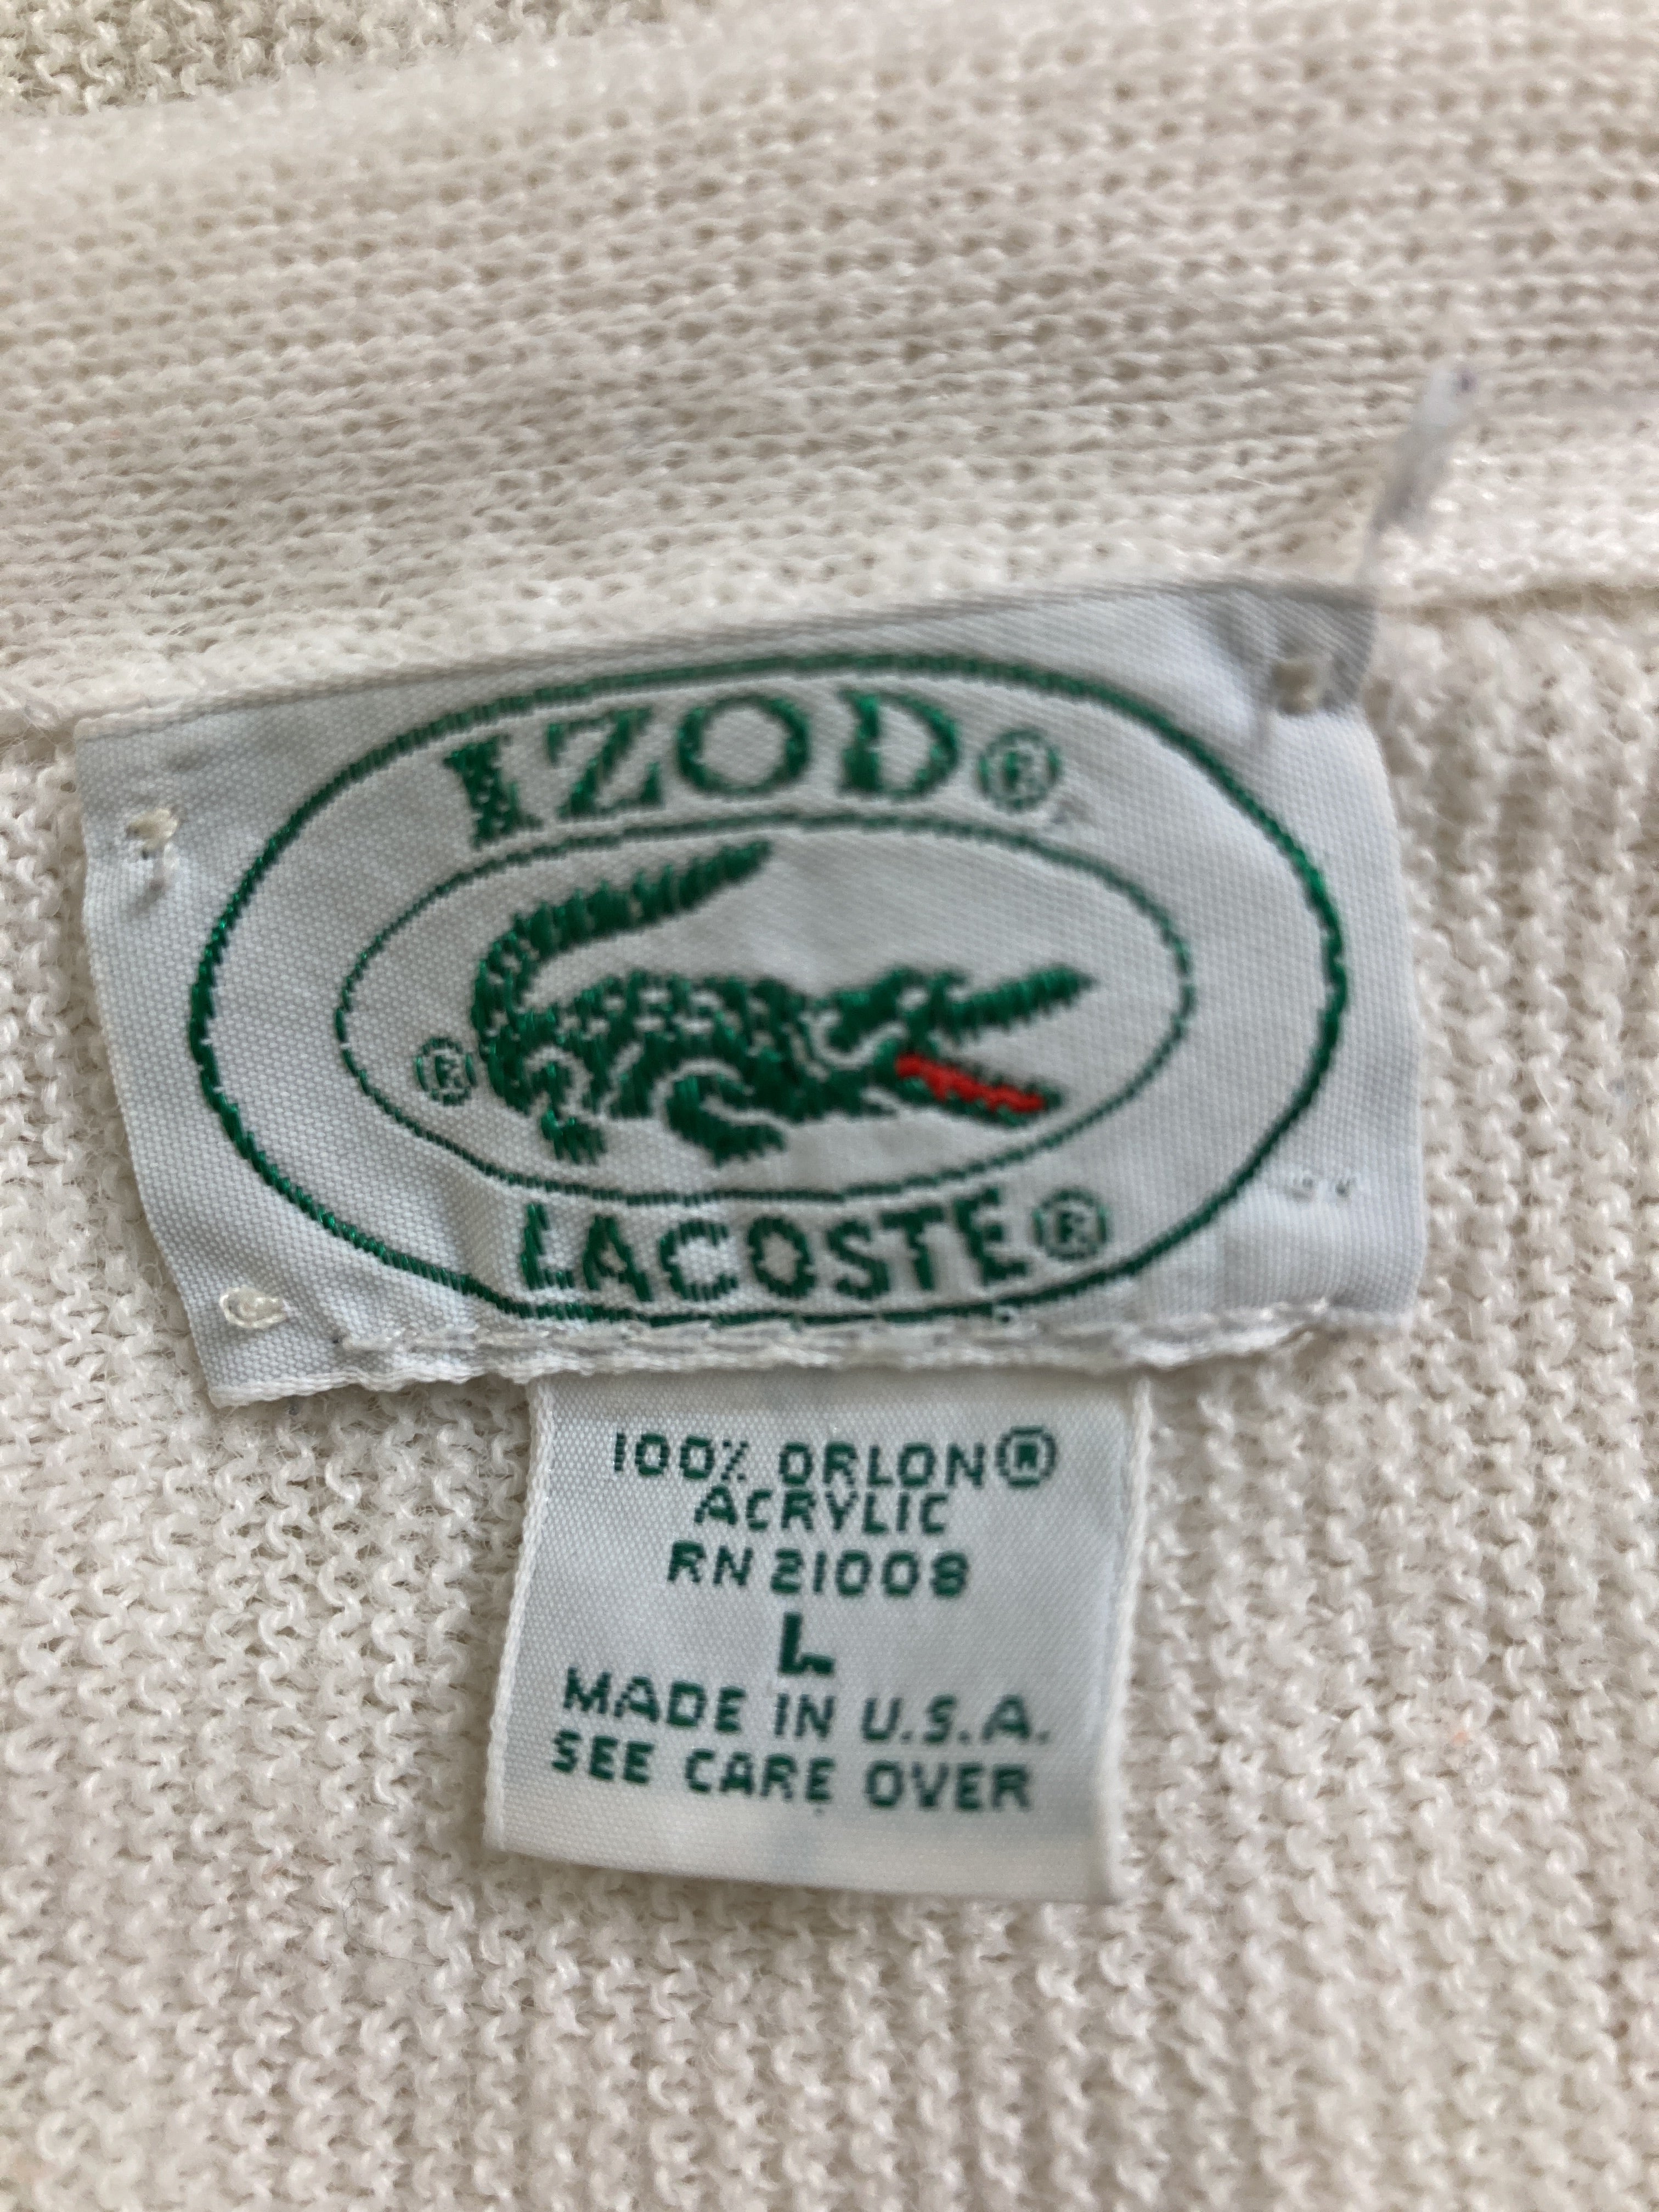 IZOD®
®
LACOSTE®
100% ORLON®
ACRYLIC
RN 21008
L
MADE IN U.S.A.
SEE CARE OVER